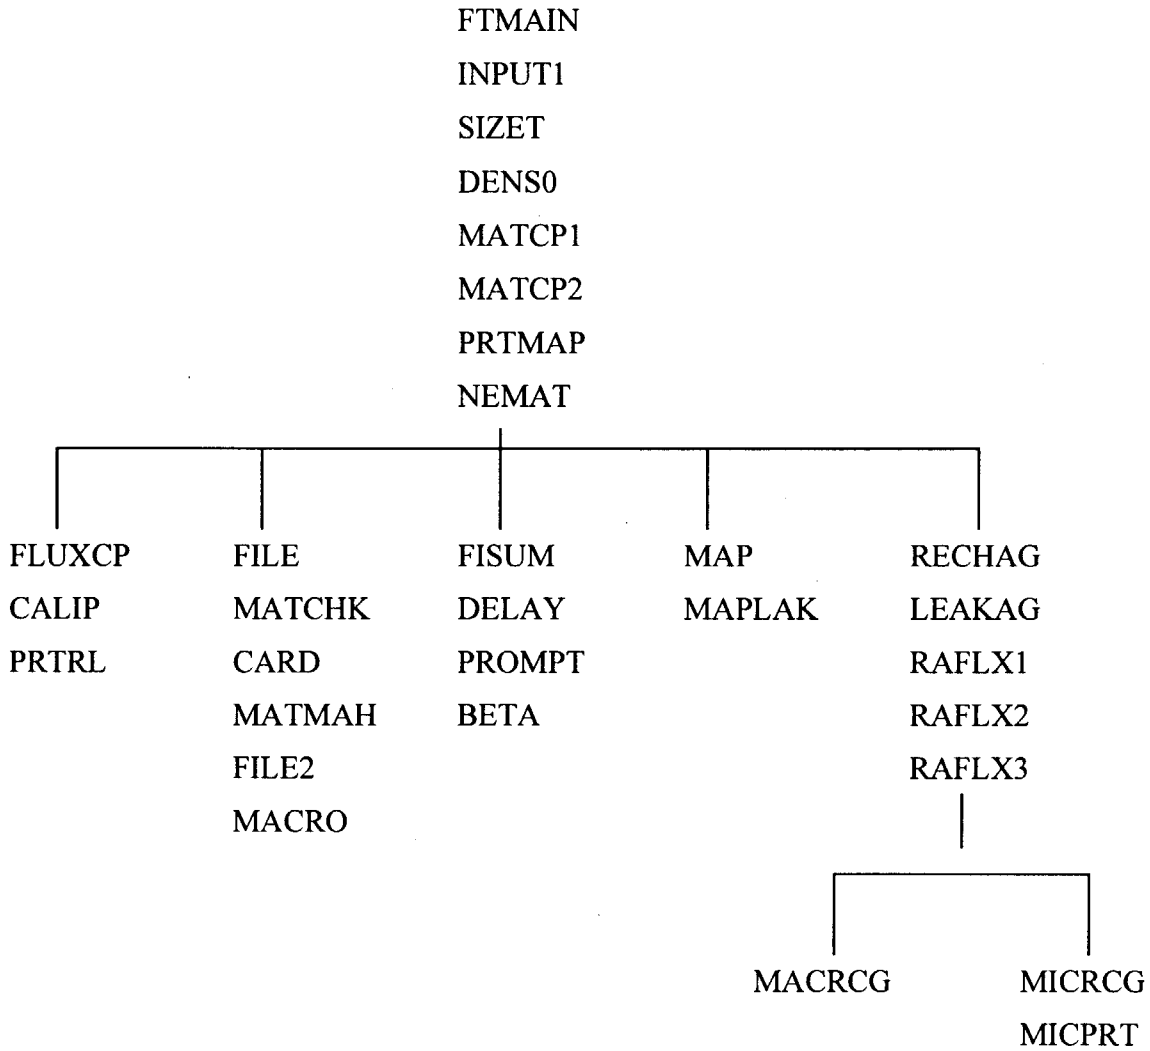 FTMAIN
INPUT1
SIZET
DENS0
MATCP1
MATCP2
PRTMAP
NEMAT
FLUXCP FILE FISUM MAP RECHAG
CALIP MATCHK DELAY MAPLAK LEAKAG
PRTRL CARD PROMPT RAFLX1
MATMAH BETA RAFLX2
FILE2 RAFLX3
MACRO
MACRCG MICRCG
MICPRT